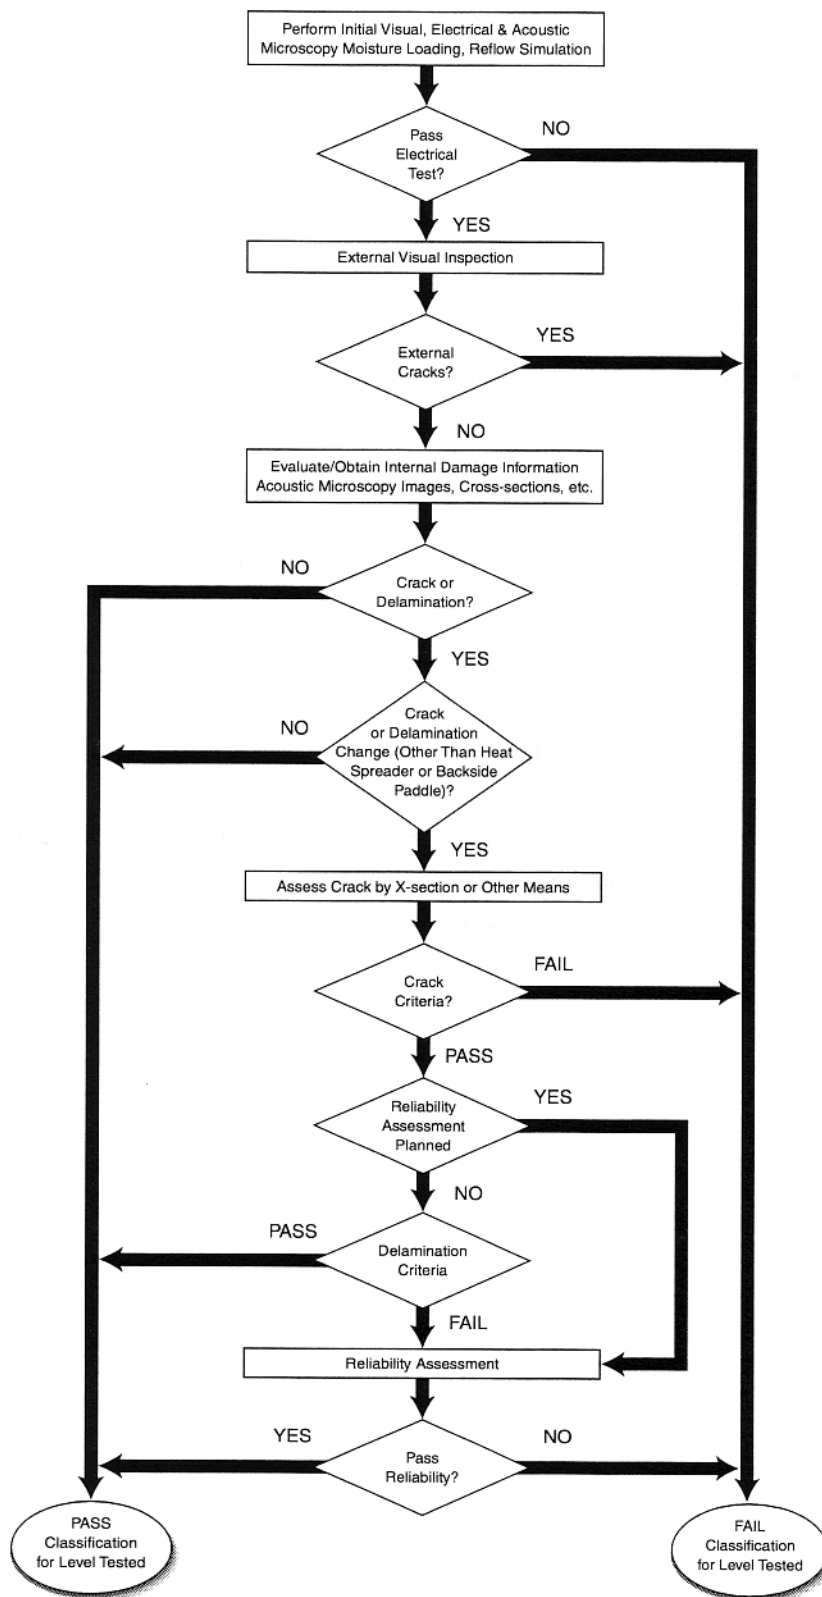 Perform Initial Visual, Electrical & Acoustic
Microscopy Moisture Loading, Reflow Simulation
Pass
Electrical
Test?
NO
YES
External Visual Inspection
External
Cracks?
YES
NO
Evaluate/Obtain Internal Damage Information
Acoustic Microscopy Images, Cross-sections, etc.
NO
Crack or
Delamination?
YES
NO
Crack
or Delamination
Change (Other Than Heat
Spreader or Backside
Paddle)?
YES
Assess Crack by X-section or Other Means
Crack
Criteria?
FAIL
PASS
Reliability
Assessment
Planned
YES
NO
PASS
Delamination
Criteria
FAIL
Reliability Assessment
YES
Pass
Reliability?
NO
PASS
Classification
for Level Tested
FAIL
Classification
for Level Tested